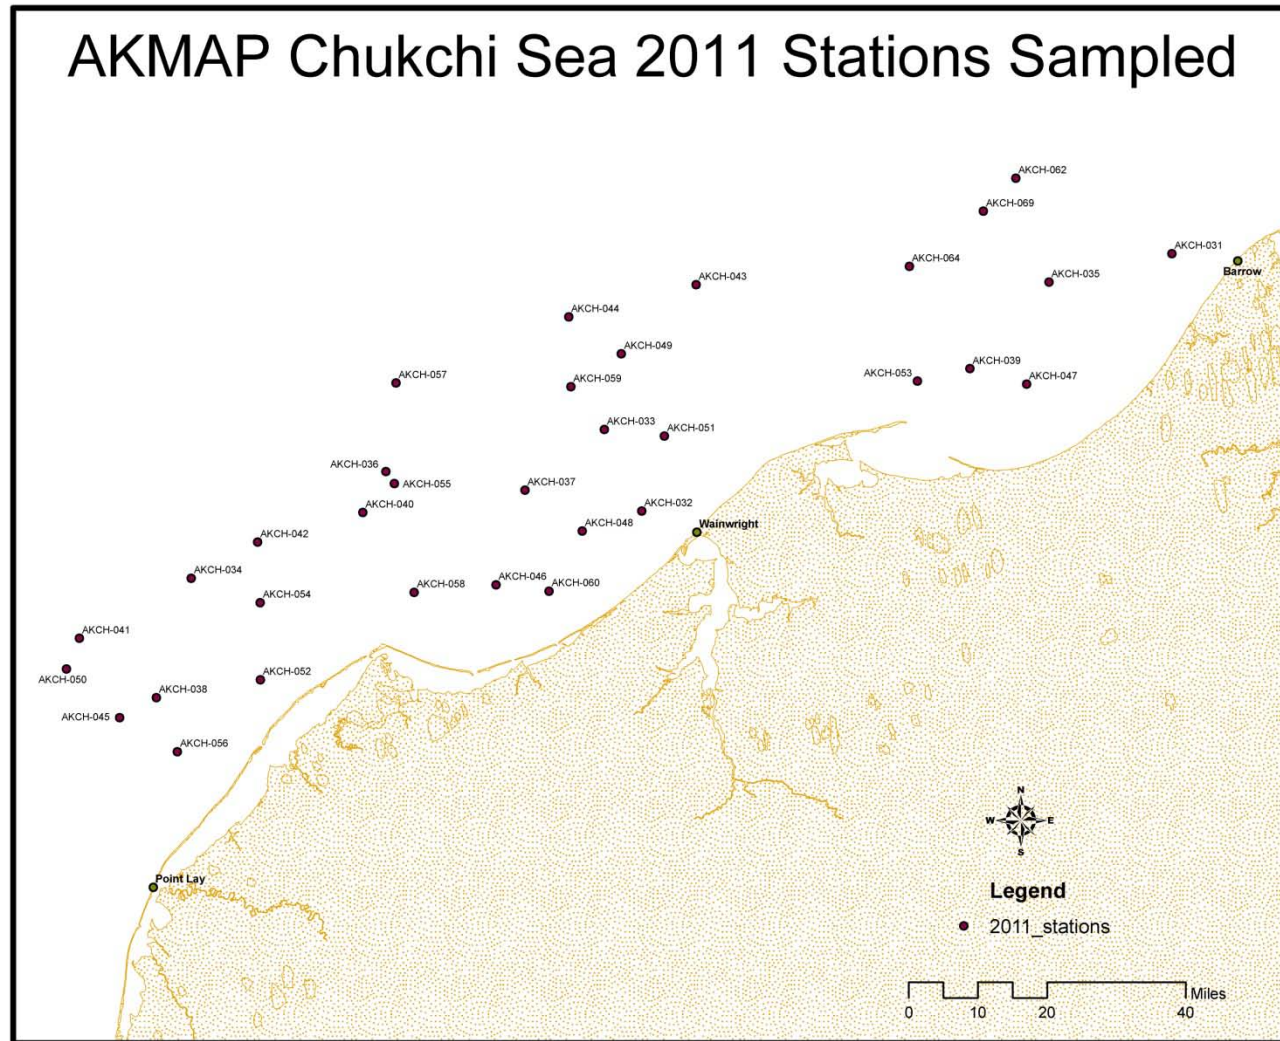 AKMAP Chukchi Sea 2011 Stations Sampled
AKCH-062
AKCH-069
AKCH-031
AKCH-064
Barrow
AKCH-035
AKCH-043
AKCH-044
AKCH-049
AKCH-039
AKCH-053
AKCH-047
AKCH-057
AKCH-059
AKCH-033
AKCH-051
AKCH-036
AKCH-055
AKCH-037
AKCH-040
AKCH-032
AKCH-048
Wainwright
AKCH-042
AKCH-034
AKCH-046
AKCH-060
AKCH-058
AKCH-054
AKCH-041
AKCH-052
AKCH-050
AKCH-038
AKCH-045
AKCH-056
N
W
E
S
Point Lay
Legend
2011_stations
Miles
0
10
20
40